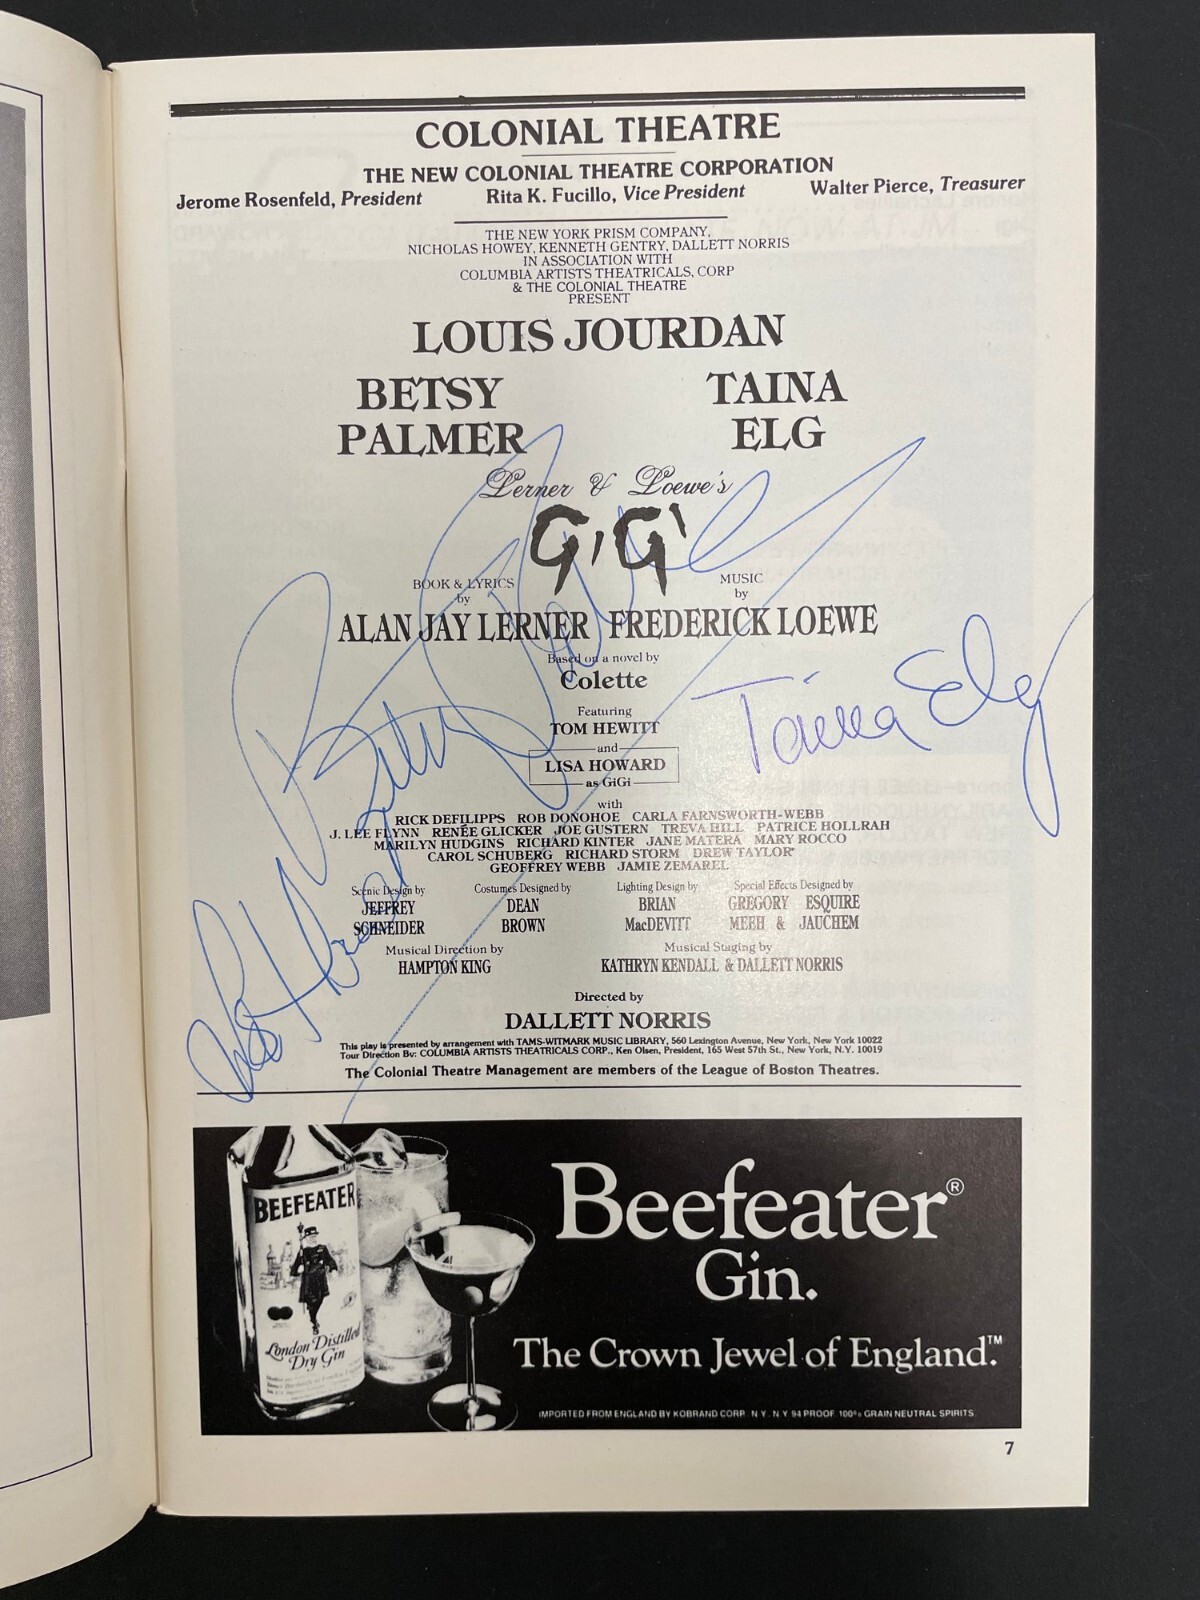 COLONIAL THEATRE
THE NEW COLONIAL THEATRE CORPORATION
Jerome Rosenfeld, President Rita K. Fucillo, Vice President Walter Pierce, Treasurer
THE NEW YORK PRISM COMPANY,
NICHOLAS HOWEY, KENNETH GENTRY, DALLETT NORRIS
IN ASSOCIATION WITH
COLUMBIA ARTISTS THEATRICALS, CORP
& THE COLONIAL THEATRE
PRESENT
LOUIS JOURDAN
BETSY PALMER
TAINA ELG
Lerner & Loewe's
GiGi
BOOK & LYRICS
by
ALAN JAY LERNER
MUSIC
by
FREDERICK LOEWE
Based on a novel by
Colette
Featuring
TOM HEWITT
and
LISA HOWARD
as GiGi
with
RICK DEFILIPPS ROB DONOHOE CARLA FARNSWORTH-WEBB
J. LEE FLYNN RENÉE GLICKER JOE GUSTERN TREVA HILL PATRICE HOLLRAH
MARILYN HUDGINS RICHARD KINTER JANE MATERA MARY ROCCO
CAROL SCHUBERG RICHARD STORM DREW TAYLOR
GEOFFREY WEBB JAMIE ZEMAREL
Scenic Design by
JEFFREY
SCHNEIDER
Costumes Designed by
DEAN
BROWN
Lighting Design by
BRIAN
MacDEVITT
Special Effects Designed by
GREGORY ESQUIRE
MEEH & JAUCHEM
Musical Direction by
HAMPTON KING
Musical Staging by
KATHRYN KENDALL & DALLETT NORRIS
Directed by
DALLETT NORRIS
This play is presented by arrangement with TAMS-WITMARK MUSIC LIBRARY, 560 Lexington Avenue, New York, New York 10022
Tour Direction By: COLUMBIA ARTISTS THEATRICALS CORP., Ken Olsen, President, 165 West 57th St., New York, N.Y. 10019
The Colonial Theatre Management are members of the League of Boston Theatres.
Betsy Palmer
Taina Elg
BEEFEATER
London Distilled
Dry Gin
Beefeater®
Gin.
The Crown Jewel of England.™
IMPORTED FROM ENGLAND BY KOBRAND CORP. N.Y. N.Y. 94 PROOF. 100% GRAIN NEUTRAL SPIRITS
7